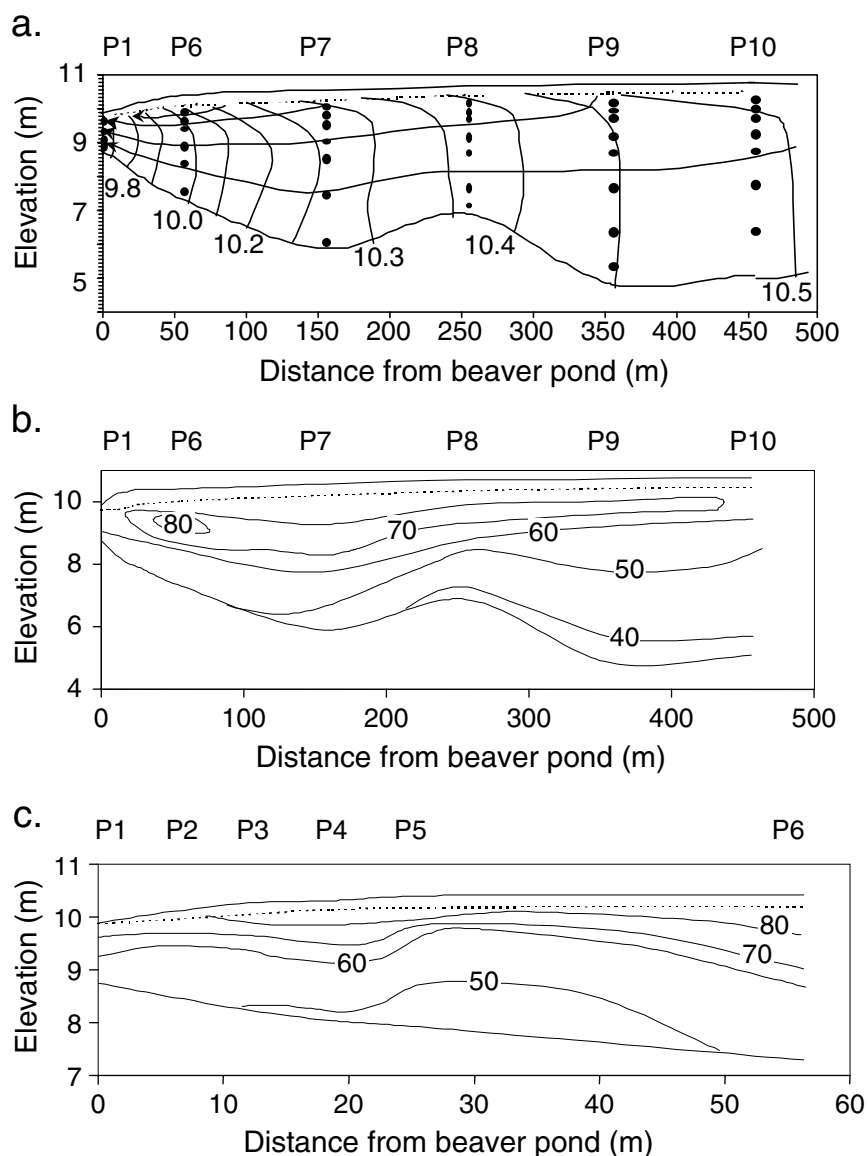 a.
P1 P6 P7 P8 P9 P10
11
9
7
5
Elevation (m)
9.8
10.0
10.2
10.3
10.4
10.5
0 50 100 150 200 250 300 350 400 450 500
Distance from beaver pond (m)
b.
P1 P6 P7 P8 P9 P10
10
8
6
4
Elevation (m)
80
70
60
50
40
0 100 200 300 400 500
Distance from beaver pond (m)
c.
P1 P2 P3 P4 P5 P6
11
10
9
8
7
Elevation (m)
80
70
60
50
0 10 20 30 40 50 60
Distance from beaver pond (m)